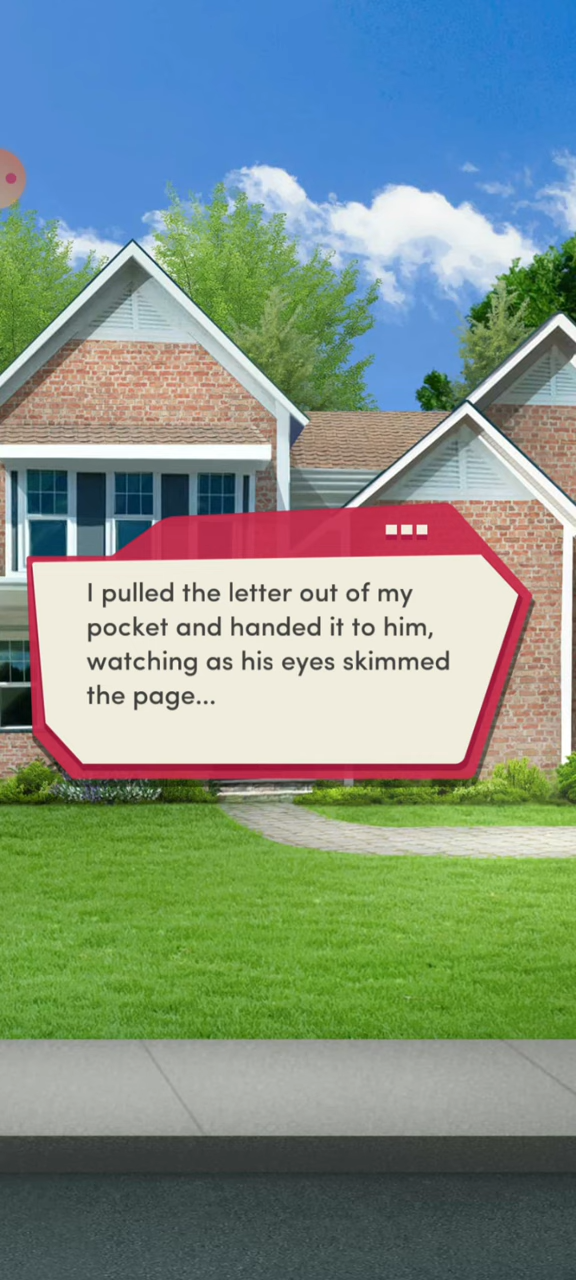 I pulled the letter out of my
pocket and handed it to him,
watching as his eyes skimmed
the page...